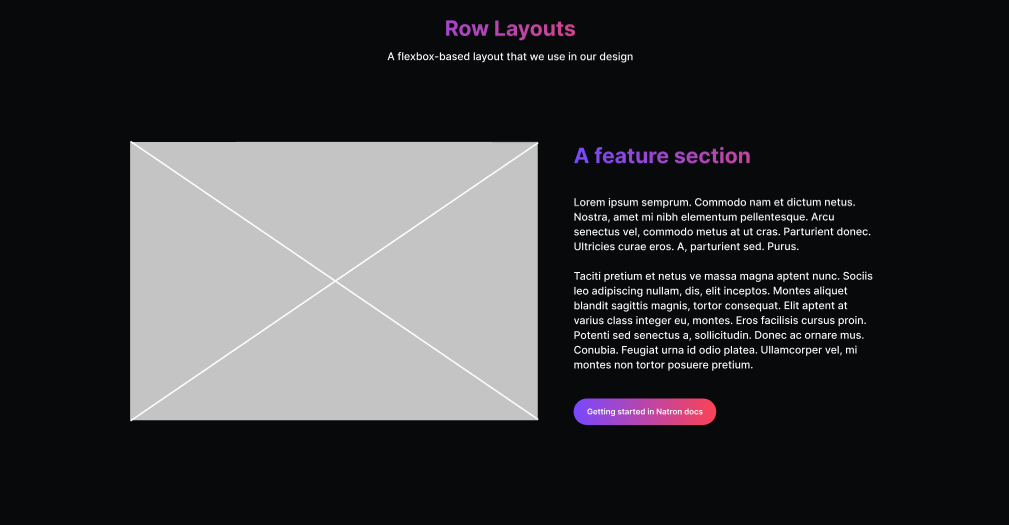 Row Layouts
A flexbox-based layout that we use in our design
A feature section
Lorem ipsum semprum. Commodo nam et dictum netus.
Nostra, amet mi nibh elementum pellentesque. Arcu
senectus vel, commodo metus at ut cras. Parturient donec.
Ultricies curae eros. A, parturient sed. Purus.
Taciti pretium et netus ve massa magna aptent nunc. Sociis
leo adipiscing nullam, dis, elit inceptos. Montes aliquet
blandit sagittis magnis, tortor consequat. Elit aptent at
varius class integer eu, montes. Eros facilisis cursus proin.
Potenti sed senectus a, sollicitudin. Donec ac ornare mus.
Conubia. Feugiat urna id odio platea. Ullamcorper vel, mi
montes non tortor posuere pretium.
Getting started in Natron docs